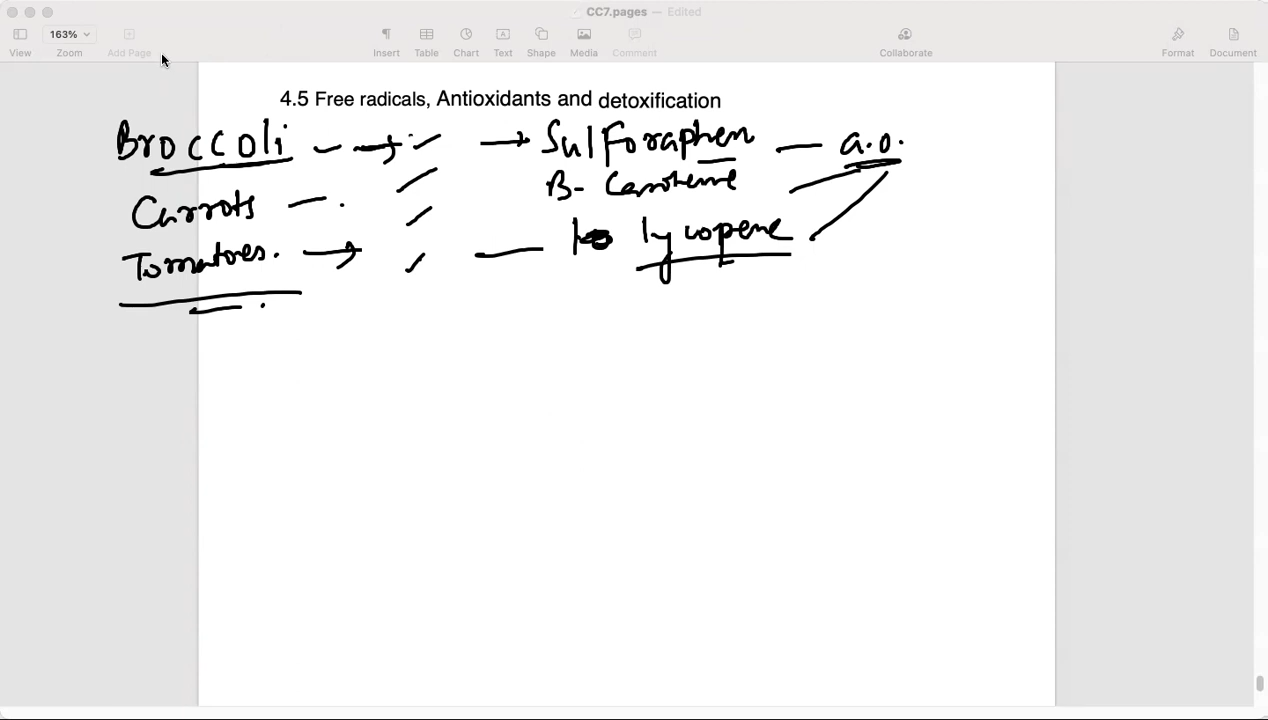 CC7.pages — Edited
163%
View Zoom Add Page Insert Table Chart Text Shape Media Comment Collaborate Format Document
4.5 Free radicals, Antioxidants and detoxification
Broccoli → → Sulforaphen — a.o.
Carrots — B- Carotene
Tomatoes. → — lycopene